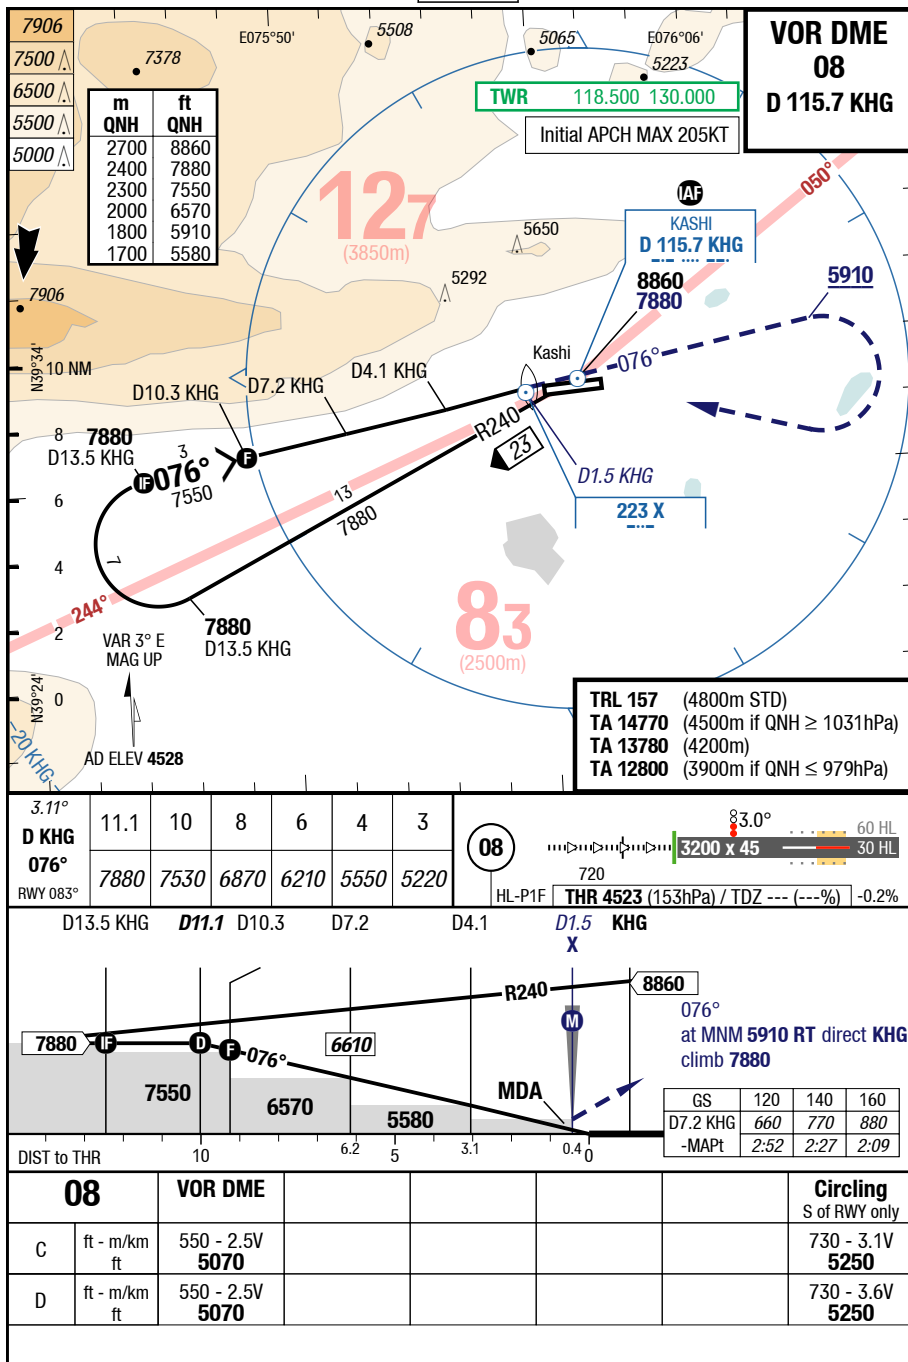 7906
7500
6500
5500
5000
E075°50'
5508
7378
5065
E076°06'
5223
VOR DME
08
D 115.7 KHG
TWR 118.500 130.000
Initial APCH MAX 205KT
m ft
QNH QNH
2700 8860
2400 7880
2300 7550
2000 6570
1800 5910
1700 5580
127
(3850m)
050°
IAF
KASHI
D 115.7 KHG
5650
5292
7906
8860
7880
5910
N39°34'
10 NM
Kashi
076°
D4.1 KHG
D7.2 KHG
D10.3 KHG
R240
23
8
7880
D13.5 KHG
3
F
IF
076°
7550
D1.5 KHG
6
13
7880
223 X
7
4
244°
83
(2500m)
7880
D13.5 KHG
2
VAR 3° E
MAG UP
N39°24'
0
20 KHG
AD ELEV 4528
TRL 157 (4800m STD)
TA 14770 (4500m if QNH ≥ 1031hPa)
TA 13780 (4200m)
TA 12800 (3900m if QNH ≤ 979hPa)
3.11°
D KHG 11.1 10 8 6 4 3
076°
RWY 083° 7880 7530 6870 6210 5550 5220
08
3.0°
60 HL
3200 x 45
30 HL
720
HL-P1F THR 4523 (153hPa) / TDZ --- (---%) -0.2%
D13.5 KHG D11.1 D10.3 D7.2 D4.1 D1.5 KHG
X
R240
8860
7880 IF D F 076° 6610
M
076°
at MNM 5910 RT direct KHG
climb 7880
7550
6570
5580
MDA
GS 120 140 160
D7.2 KHG 660 770 880
-MAPt 2:52 2:27 2:09
DIST to THR 10 6.2 5 3.1 0.4 0
08 VOR DME Circling
S of RWY only
C ft - m/km 550 - 2.5V 730 - 3.1V
ft 5070 5250
D ft - m/km 550 - 2.5V 730 - 3.6V
ft 5070 5250